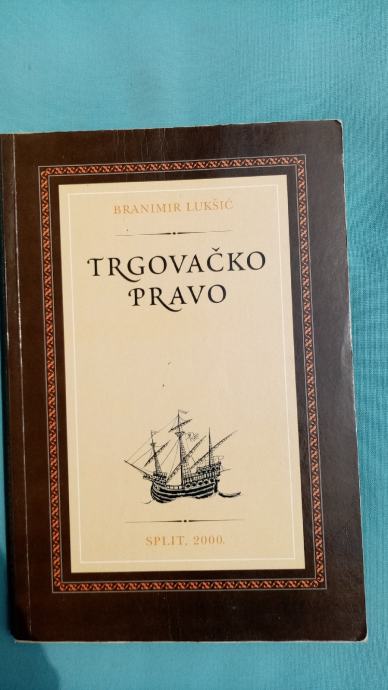 BRANIMIR LUKŠIĆ
TRGOVAČKO
PRAVO
SPLIT, 2000.